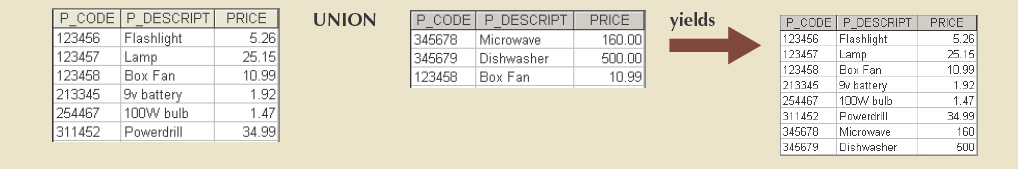 P_CODE P_DESCRIPT PRICE
123456 Flashlight 5.26
123457 Lamp 25.15
123458 Box Fan 10.99
213345 9v battery 1.92
254467 100W bulb 1.47
311452 Powerdrill 34.99
UNION
P_CODE P_DESCRIPT PRICE
345678 Microwave 160.00
345679 Dishwasher 500.00
123458 Box Fan 10.99
yields
P_CODE P_DESCRIPT PRICE
123456 Flashlight 5.26
123457 Lamp 25.15
123458 Box Fan 10.99
213345 9v battery 1.92
254467 100W bulb 1.47
311452 Powerdrill 34.99
345678 Microwave 160
345679 Dishwasher 500